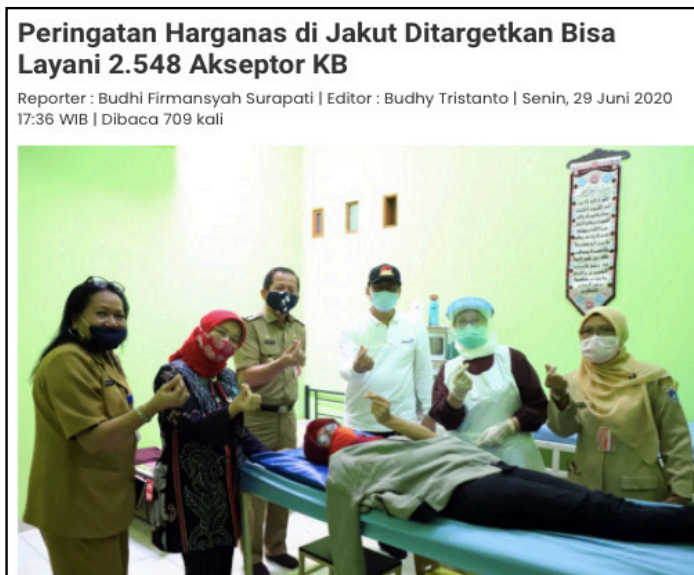 Peringatan Harganas di Jakut Ditargetkan Bisa
Layani 2.548 Akseptor KB
Reporter : Budhi Firmansyah Surapati | Editor : Budhy Tristanto | Senin, 29 Juni 2020
17:36 WIB | Dibaca 709 kali